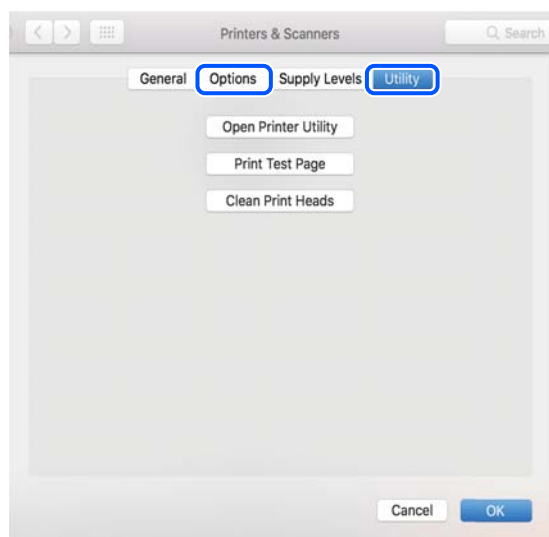 Printers & Scanners Search
General Options Supply Levels Utility
Open Printer Utility
Print Test Page
Clean Print Heads
Cancel OK